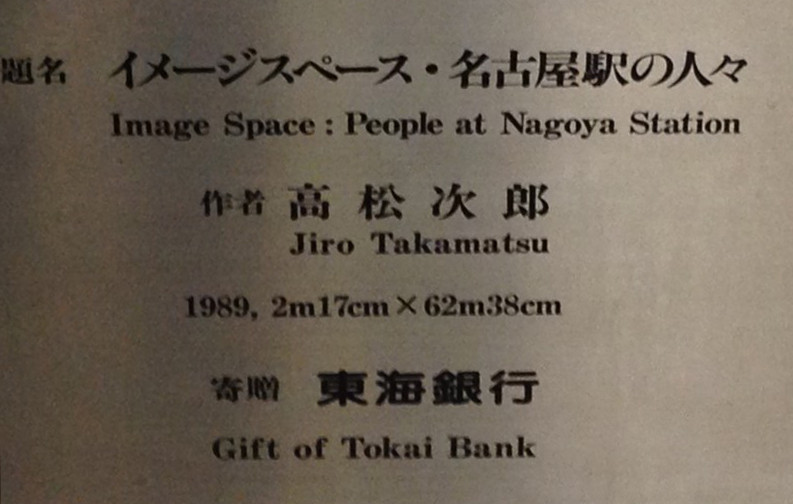 題名 イメージスペース・名古屋駅の人々
Image Space : People at Nagoya Station
作者 高松次郎
Jiro Takamatsu
1989, 2m17cm×62m38cm
寄贈 東海銀行
Gift of Tokai Bank